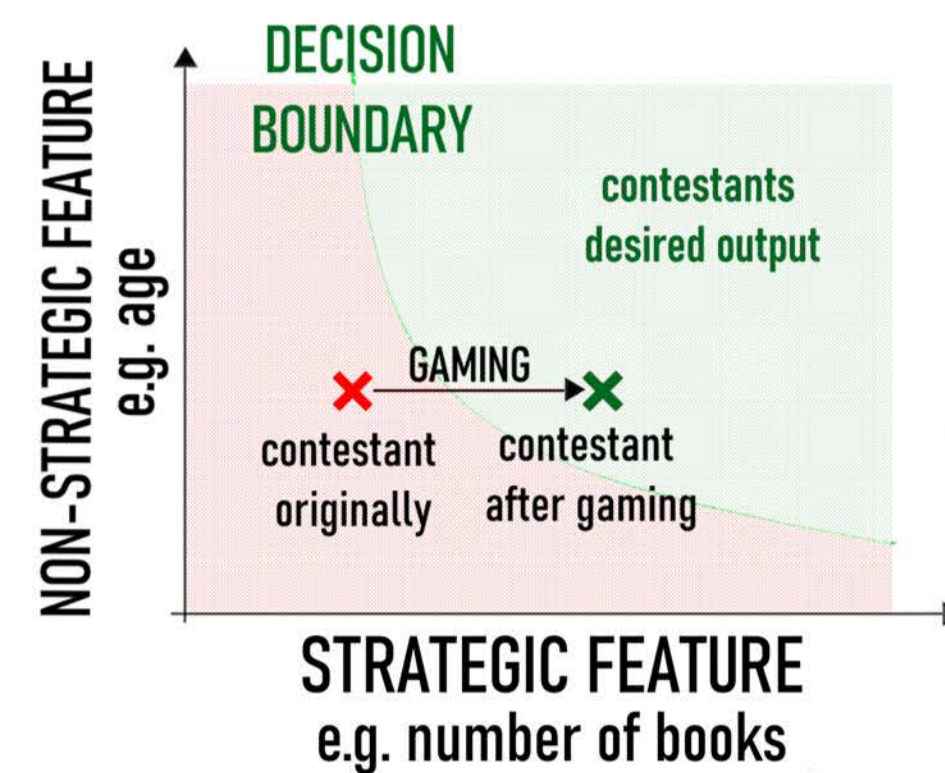 DECISION
BOUNDARY
NON-STRATEGIC FEATURE
e.g. age
contestants
desired output
GAMING
contestant
originally
contestant
after gaming
STRATEGIC FEATURE
e.g. number of books